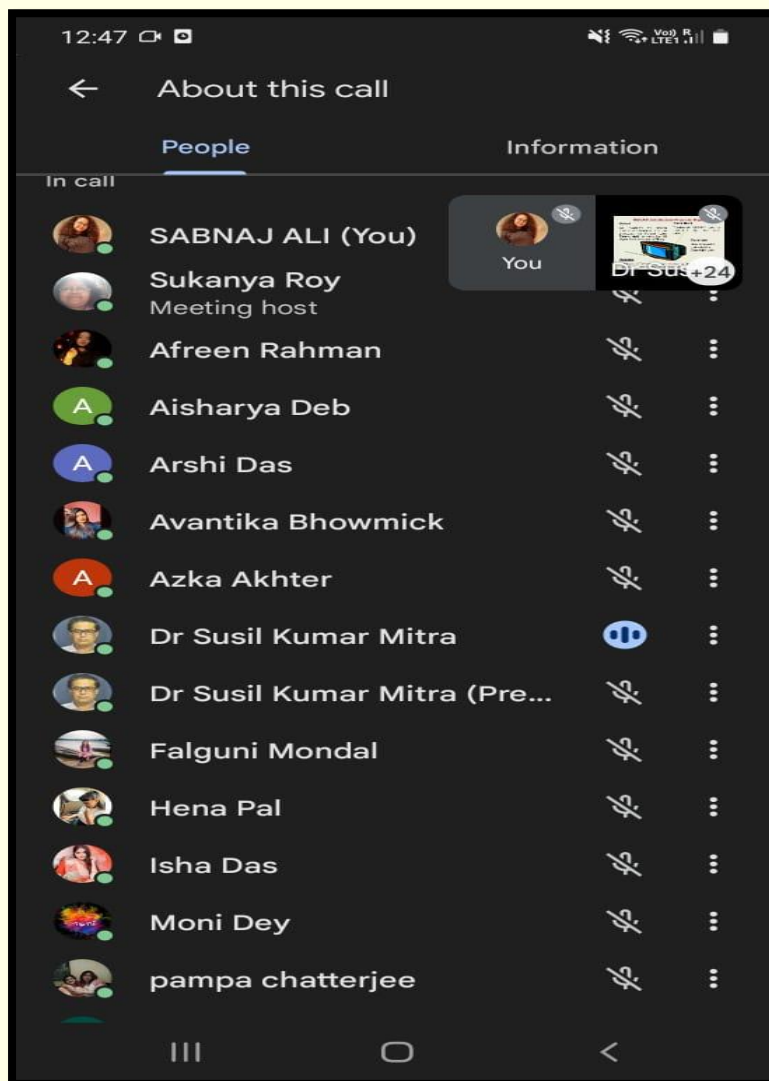 12:47
Vo)) R
LTE1
About this call
People Information
In call
SABNAJ ALI (You)
You
Dr Sus
+24
Sukanya Roy
Meeting host
Afreen Rahman
A
Aisharya Deb
A
Arshi Das
Avantika Bhowmick
A
Azka Akhter
Dr Susil Kumar Mitra
Dr Susil Kumar Mitra (Pre...
Falguni Mondal
Hena Pal
Isha Das
Moni Dey
pampa chatterjee